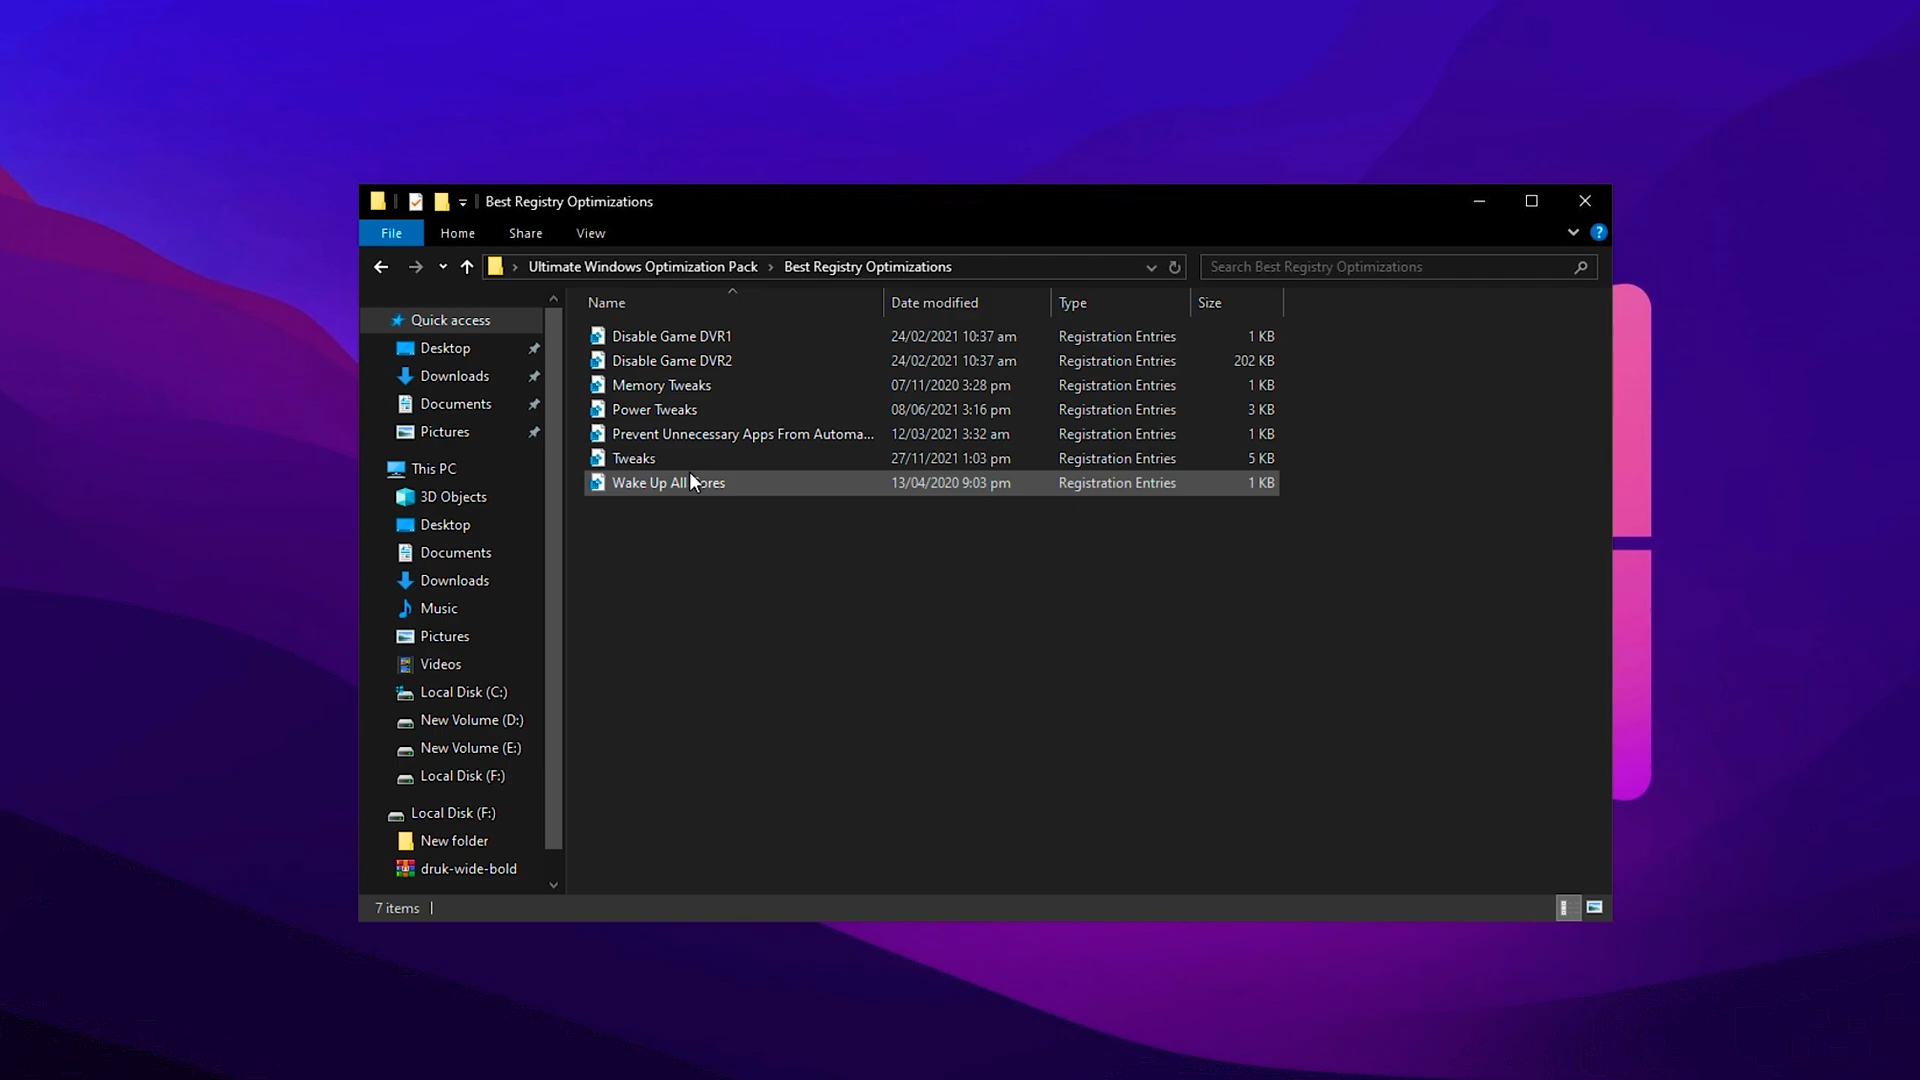 Best Registry Optimizations
File Home Share View
?
Ultimate Windows Optimization Pack › Best Registry Optimizations
Search Best Registry Optimizations
Name Date modified Type Size
Disable Game DVR1 24/02/2021 10:37 am Registration Entries 1 KB
Disable Game DVR2 24/02/2021 10:37 am Registration Entries 202 KB
Memory Tweaks 07/11/2020 3:28 pm Registration Entries 1 KB
Power Tweaks 08/06/2021 3:16 pm Registration Entries 3 KB
Prevent Unnecessary Apps From Automa... 12/03/2021 3:32 am Registration Entries 1 KB
Tweaks 27/11/2021 1:03 pm Registration Entries 5 KB
Wake Up All ores 13/04/2020 9:03 pm Registration Entries 1 KB
Quick access
Desktop
Downloads
Documents
Pictures
This PC
3D Objects
Desktop
Documents
Downloads
Music
Pictures
Videos
Local Disk (C:)
New Volume (D:)
New Volume (E:)
Local Disk (F:)
Local Disk (F:)
New folder
druk-wide-bold
7 items